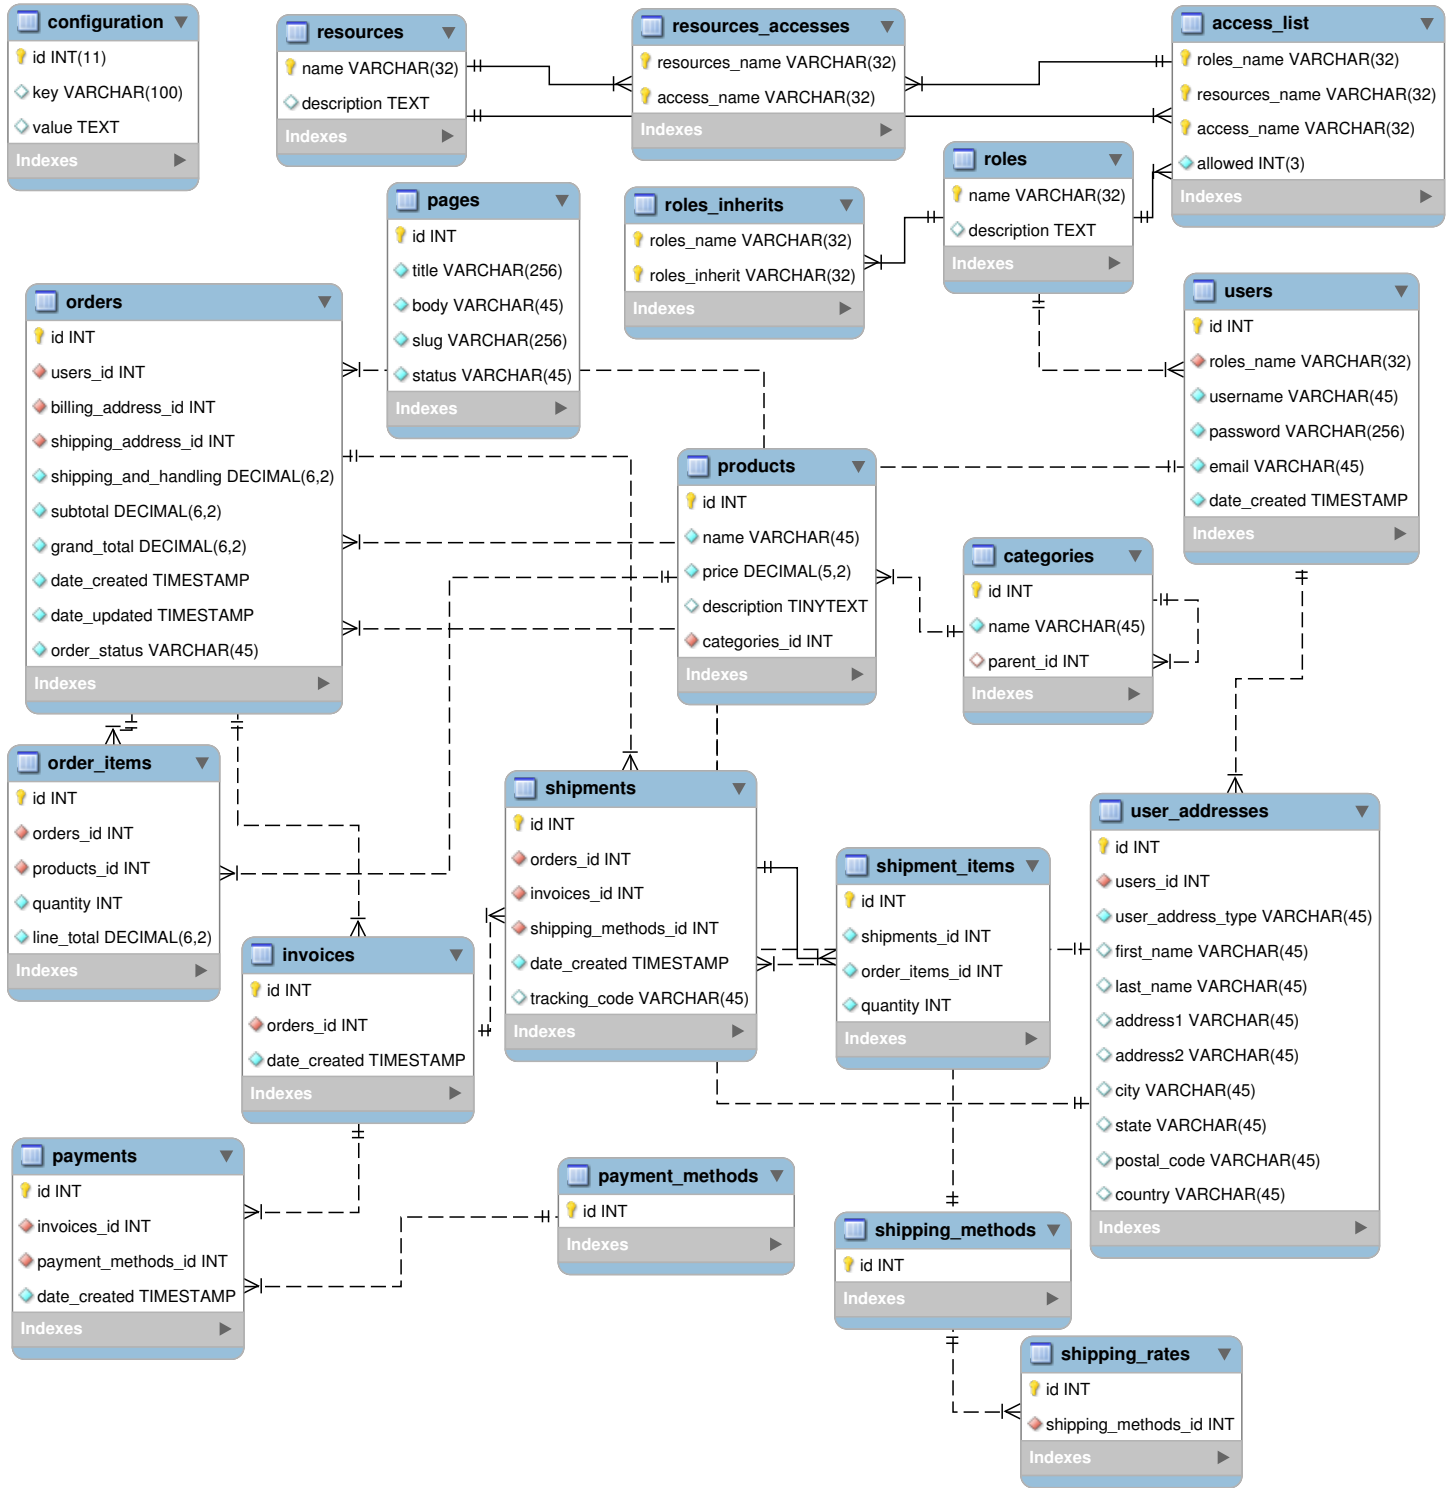 configuration
id INT(11)
key VARCHAR(100)
value TEXT
Indexes
resources
name VARCHAR(32)
description TEXT
Indexes
resources_accesses
resources_name VARCHAR(32)
access_name VARCHAR(32)
Indexes
access_list
roles_name VARCHAR(32)
resources_name VARCHAR(32)
access_name VARCHAR(32)
allowed INT(3)
Indexes
roles
name VARCHAR(32)
description TEXT
Indexes
pages
id INT
title VARCHAR(256)
body VARCHAR(45)
slug VARCHAR(256)
status VARCHAR(45)
Indexes
roles_inherits
roles_name VARCHAR(32)
roles_inherit VARCHAR(32)
Indexes
orders
id INT
users_id INT
billing_address_id INT
shipping_address_id INT
shipping_and_handling DECIMAL(6,2)
subtotal DECIMAL(6,2)
grand_total DECIMAL(6,2)
date_created TIMESTAMP
date_updated TIMESTAMP
order_status VARCHAR(45)
Indexes
users
id INT
roles_name VARCHAR(32)
username VARCHAR(45)
password VARCHAR(256)
email VARCHAR(45)
date_created TIMESTAMP
Indexes
products
id INT
name VARCHAR(45)
price DECIMAL(5,2)
description TINYTEXT
categories_id INT
Indexes
categories
id INT
name VARCHAR(45)
parent_id INT
Indexes
order_items
id INT
orders_id INT
products_id INT
quantity INT
line_total DECIMAL(6,2)
Indexes
shipments
id INT
orders_id INT
invoices_id INT
shipping_methods_id INT
date_created TIMESTAMP
tracking_code VARCHAR(45)
Indexes
shipment_items
id INT
shipments_id INT
order_items_id INT
quantity INT
Indexes
user_addresses
id INT
users_id INT
user_address_type VARCHAR(45)
first_name VARCHAR(45)
last_name VARCHAR(45)
address1 VARCHAR(45)
address2 VARCHAR(45)
city VARCHAR(45)
state VARCHAR(45)
postal_code VARCHAR(45)
country VARCHAR(45)
Indexes
invoices
id INT
orders_id INT
date_created TIMESTAMP
Indexes
payments
id INT
invoices_id INT
payment_methods_id INT
date_created TIMESTAMP
Indexes
payment_methods
id INT
Indexes
shipping_methods
id INT
Indexes
shipping_rates
id INT
shipping_methods_id INT
Indexes